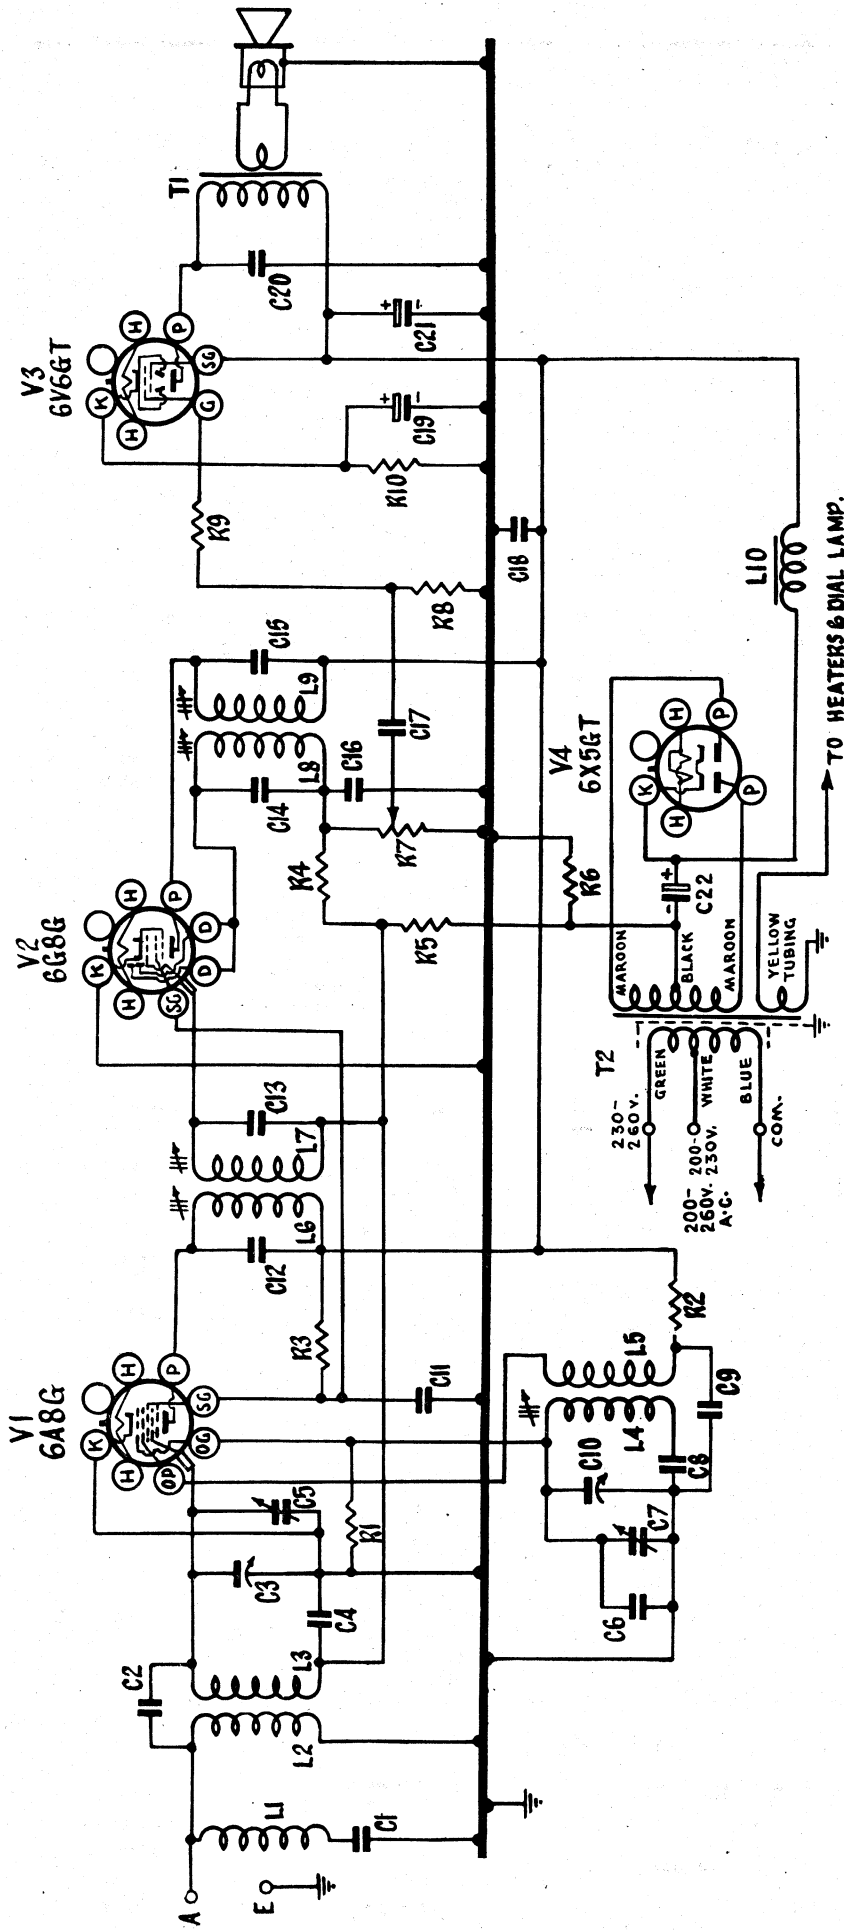 V1
6A8G
V2
6G8G
V3
6V6GT
T1
K
H
H
OP
OG
SG
P
K
H
H
SG
D
D
P
K
H
H
G
SG
P
A
E
L1
C1
C2
L2
L3
C3
C4
C5
R1
R3
C11
C12
L6
L7
C13
C14
L8
L9
C15
C16
R4
R5
R7
C17
R8
R9
R10
C19
+
-
C20
C21
+
-
C18
C6
C7
C10
C8
L4
L5
C9
R2
R6
230-
260V.
200-
230V.
200-
260V.
A.C.
COM.
T2
GREEN
WHITE
BLUE
MAROON
BLACK
MAROON
YELLOW
TUBING
C22
-
+
V4
6X5GT
K
H
H
P
P
L10
TO HEATERS & DIAL LAMP.